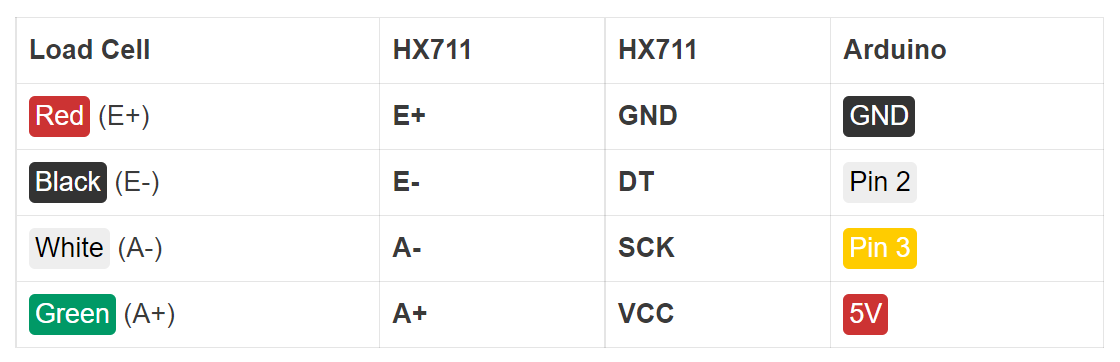 Load Cell HX711 HX711 Arduino
Red (E+) E+ GND GND
Black (E-) E- DT Pin 2
White (A-) A- SCK Pin 3
Green (A+) A+ VCC 5V